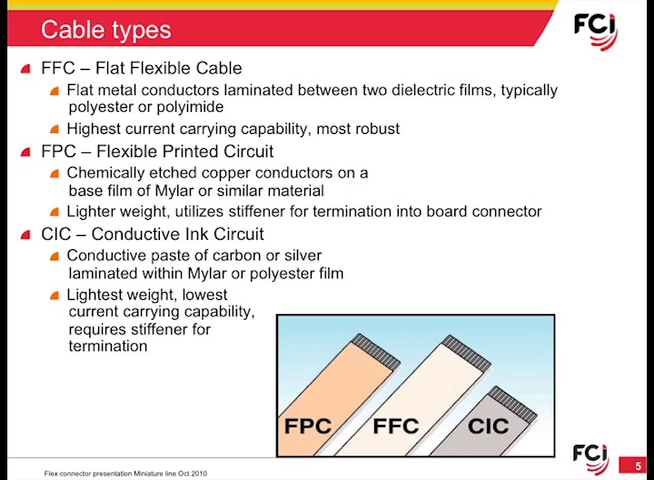 Cable types
FCi
FFC – Flat Flexible Cable
Flat metal conductors laminated between two dielectric films, typically
polyester or polyimide
Highest current carrying capability, most robust
FPC – Flexible Printed Circuit
Chemically etched copper conductors on a
base film of Mylar or similar material
Lighter weight, utilizes stiffener for termination into board connector
CIC – Conductive Ink Circuit
Conductive paste of carbon or silver
laminated within Mylar or polyester film
Lightest weight, lowest
current carrying capability,
requires stiffener for
termination
FPC
FFC
CIC
FCi
Flex connector presentation Miniature line Oct 2010
5